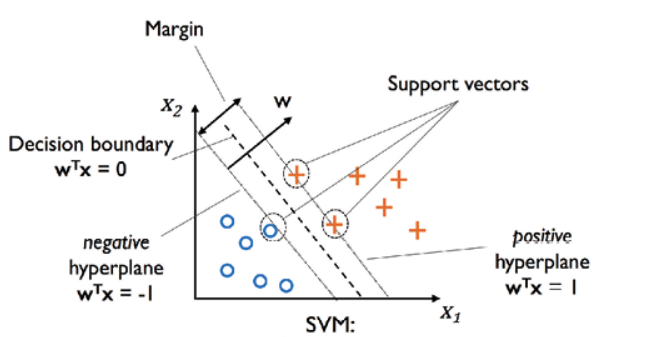 Margin
X₂
w
Support vectors
Decision boundary
wᵀx = 0
negative
hyperplane
wᵀx = -1
positive
hyperplane
wᵀx = 1
X₁
SVM: